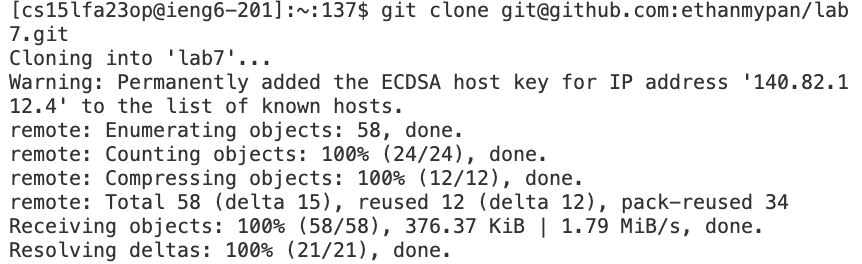 [cs15lfa23op@ieng6-201]:~:137$ git clone git@github.com:ethanmypan/lab
7.git
Cloning into 'lab7'...
Warning: Permanently added the ECDSA host key for IP address '140.82.1
12.4' to the list of known hosts.
remote: Enumerating objects: 58, done.
remote: Counting objects: 100% (24/24), done.
remote: Compressing objects: 100% (12/12), done.
remote: Total 58 (delta 15), reused 12 (delta 12), pack-reused 34
Receiving objects: 100% (58/58), 376.37 KiB | 1.79 MiB/s, done.
Resolving deltas: 100% (21/21), done.